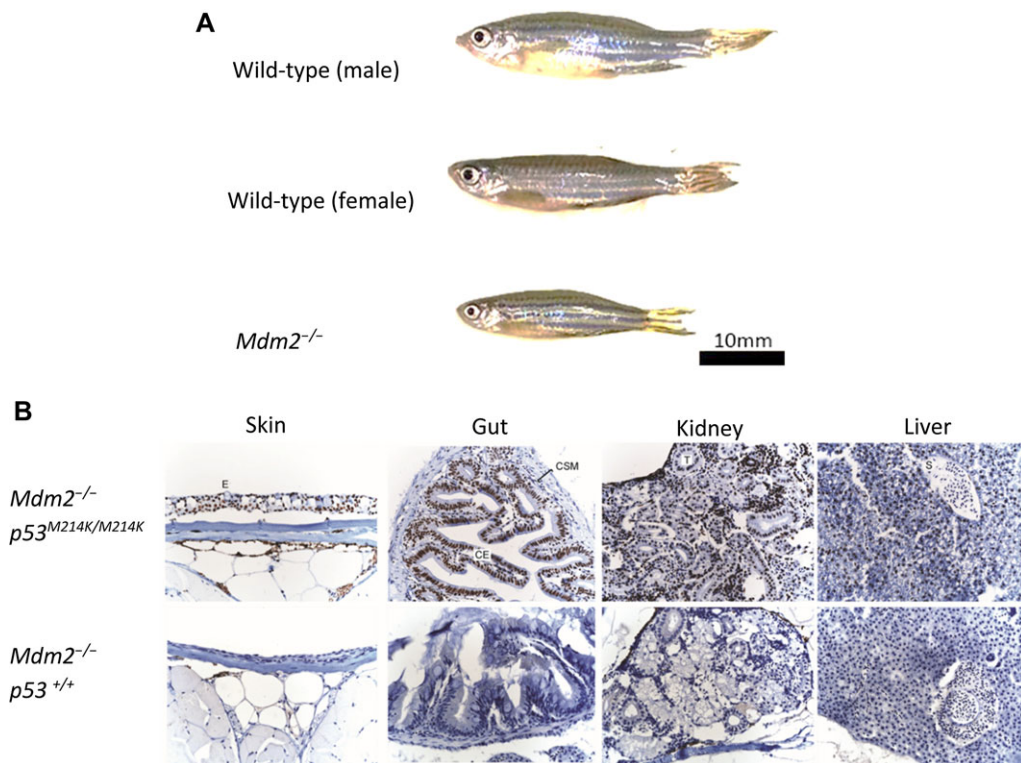 A
Wild-type (male)
Wild-type (female)
Mdm2−/−
10mm
B
Skin Gut Kidney Liver
Mdm2−/−
p53M214K/M214K
E
CSM
CE
T
S
Mdm2−/−
p53 +/+